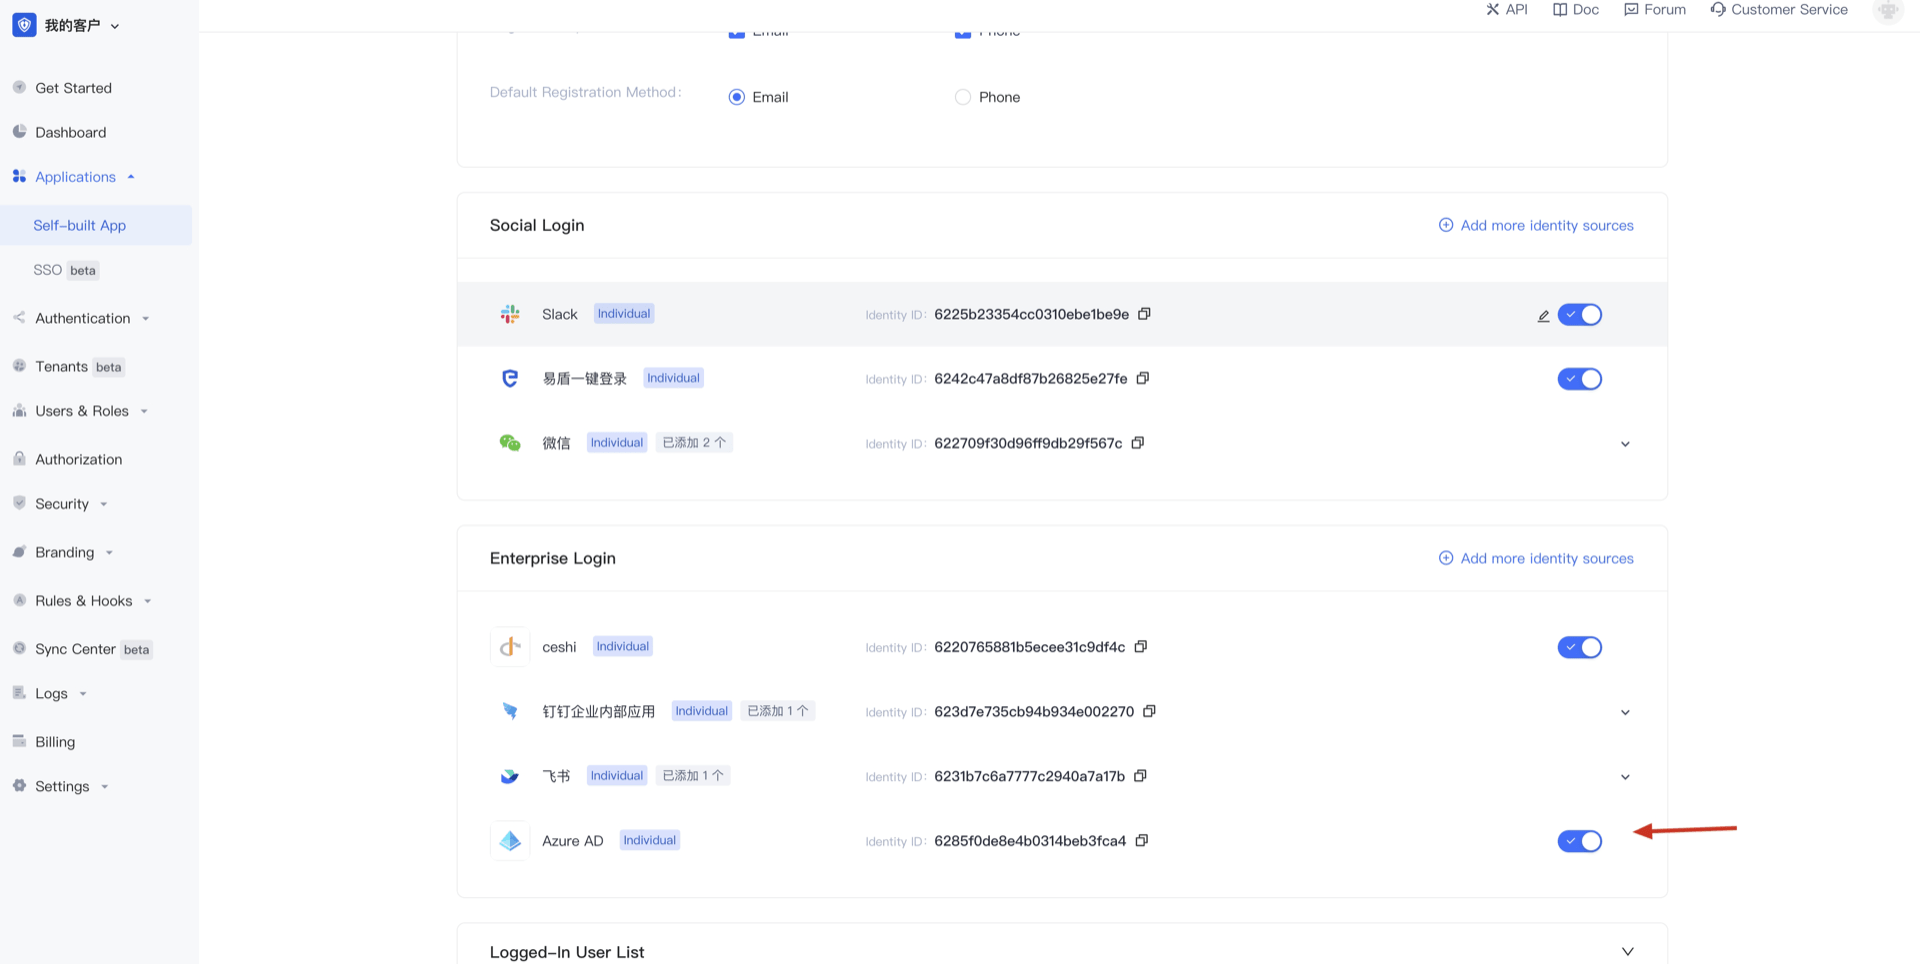 我的客户
API
Doc
Forum
Customer Service
Get Started
Dashboard
Applications
Self-built App
SSO beta
Authentication
Tenants beta
Users & Roles
Authorization
Security
Branding
Rules & Hooks
Sync Center beta
Logs
Billing
Settings
Email
Phone
Default Registration Method:
Email
Phone
Social Login
Add more identity sources
Slack Individual Identity ID: 6225b23354cc0310ebe1be9e
易盾一键登录 Individual Identity ID: 6242c47a8df87b26825e27fe
微信 Individual 已添加 2 个 Identity ID: 622709f30d96ff9db29f567c
Enterprise Login
Add more identity sources
ceshi Individual Identity ID: 6220765881b5ecee31c9df4c
钉钉企业内部应用 Individual 已添加 1 个 Identity ID: 623d7e735cb94b934e002270
飞书 Individual 已添加 1 个 Identity ID: 6231b7c6a7777c2940a7a17b
Azure AD Individual Identity ID: 6285f0de8e4b0314beb3fca4
Logged-In User List